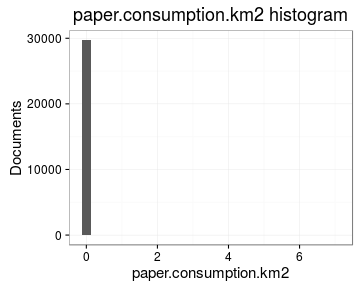 paper.consumption.km2 histogram
30000
20000
10000
0
Documents
0 2 4 6
paper.consumption.km2